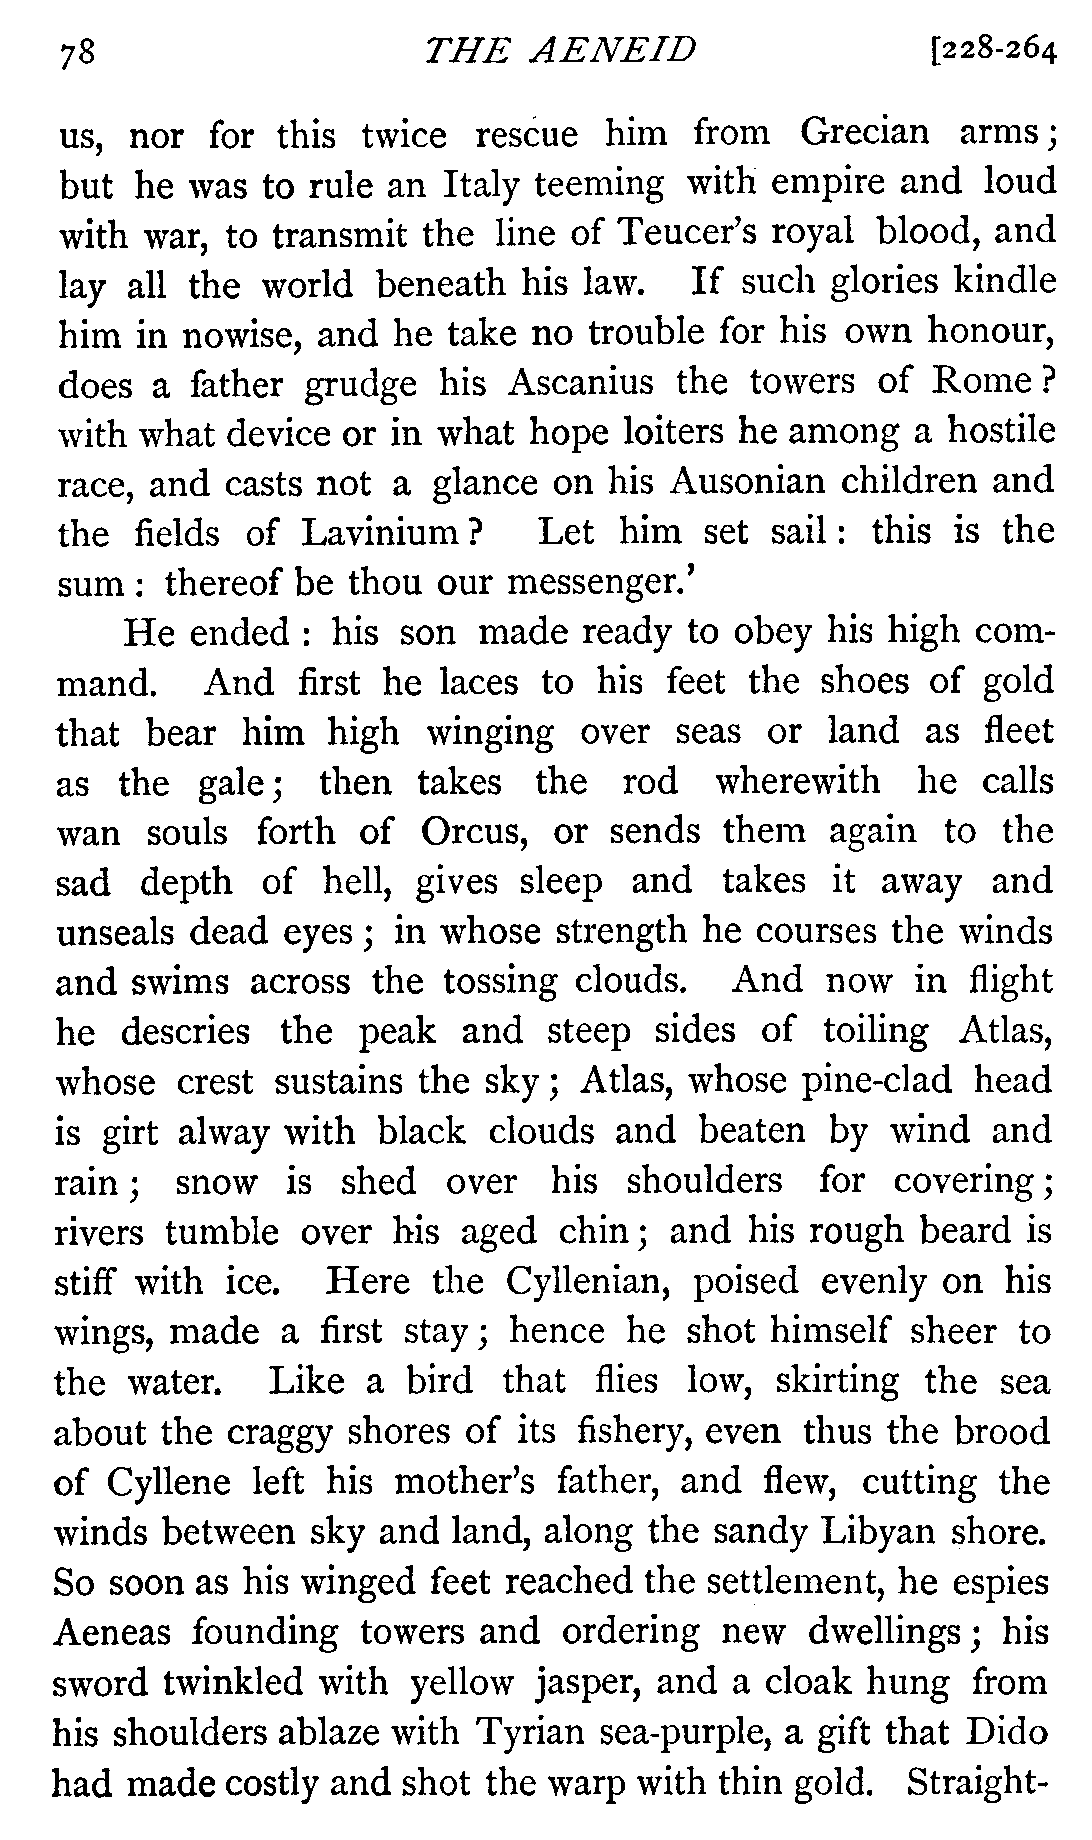 78 THE AENEID [228-264
us, nor for this twice rescue him from Grecian arms;
but he was to rule an Italy teeming with empire and loud
with war, to transmit the line of Teucer's royal blood, and
lay all the world beneath his law. If such glories kindle
him in nowise, and he take no trouble for his own honour,
does a father grudge his Ascanius the towers of Rome?
with what device or in what hope loiters he among a hostile
race, and casts not a glance on his Ausonian children and
the fields of Lavinium? Let him set sail: this is the
sum: thereof be thou our messenger.'
He ended: his son made ready to obey his high com-
mand. And first he laces to his feet the shoes of gold
that bear him high winging over seas or land as fleet
as the gale; then takes the rod wherewith he calls
wan souls forth of Orcus, or sends them again to the
sad depth of hell, gives sleep and takes it away and
unseals dead eyes; in whose strength he courses the winds
and swims across the tossing clouds. And now in flight
he descries the peak and steep sides of toiling Atlas,
whose crest sustains the sky; Atlas, whose pine-clad head
is girt alway with black clouds and beaten by wind and
rain; snow is shed over his shoulders for covering;
rivers tumble over his aged chin; and his rough beard is
stiff with ice. Here the Cyllenian, poised evenly on his
wings, made a first stay; hence he shot himself sheer to
the water. Like a bird that flies low, skirting the sea
about the craggy shores of its fishery, even thus the brood
of Cyllene left his mother's father, and flew, cutting the
winds between sky and land, along the sandy Libyan shore.
So soon as his winged feet reached the settlement, he espies
Aeneas founding towers and ordering new dwellings; his
sword twinkled with yellow jasper, and a cloak hung from
his shoulders ablaze with Tyrian sea-purple, a gift that Dido
had made costly and shot the warp with thin gold. Straight-